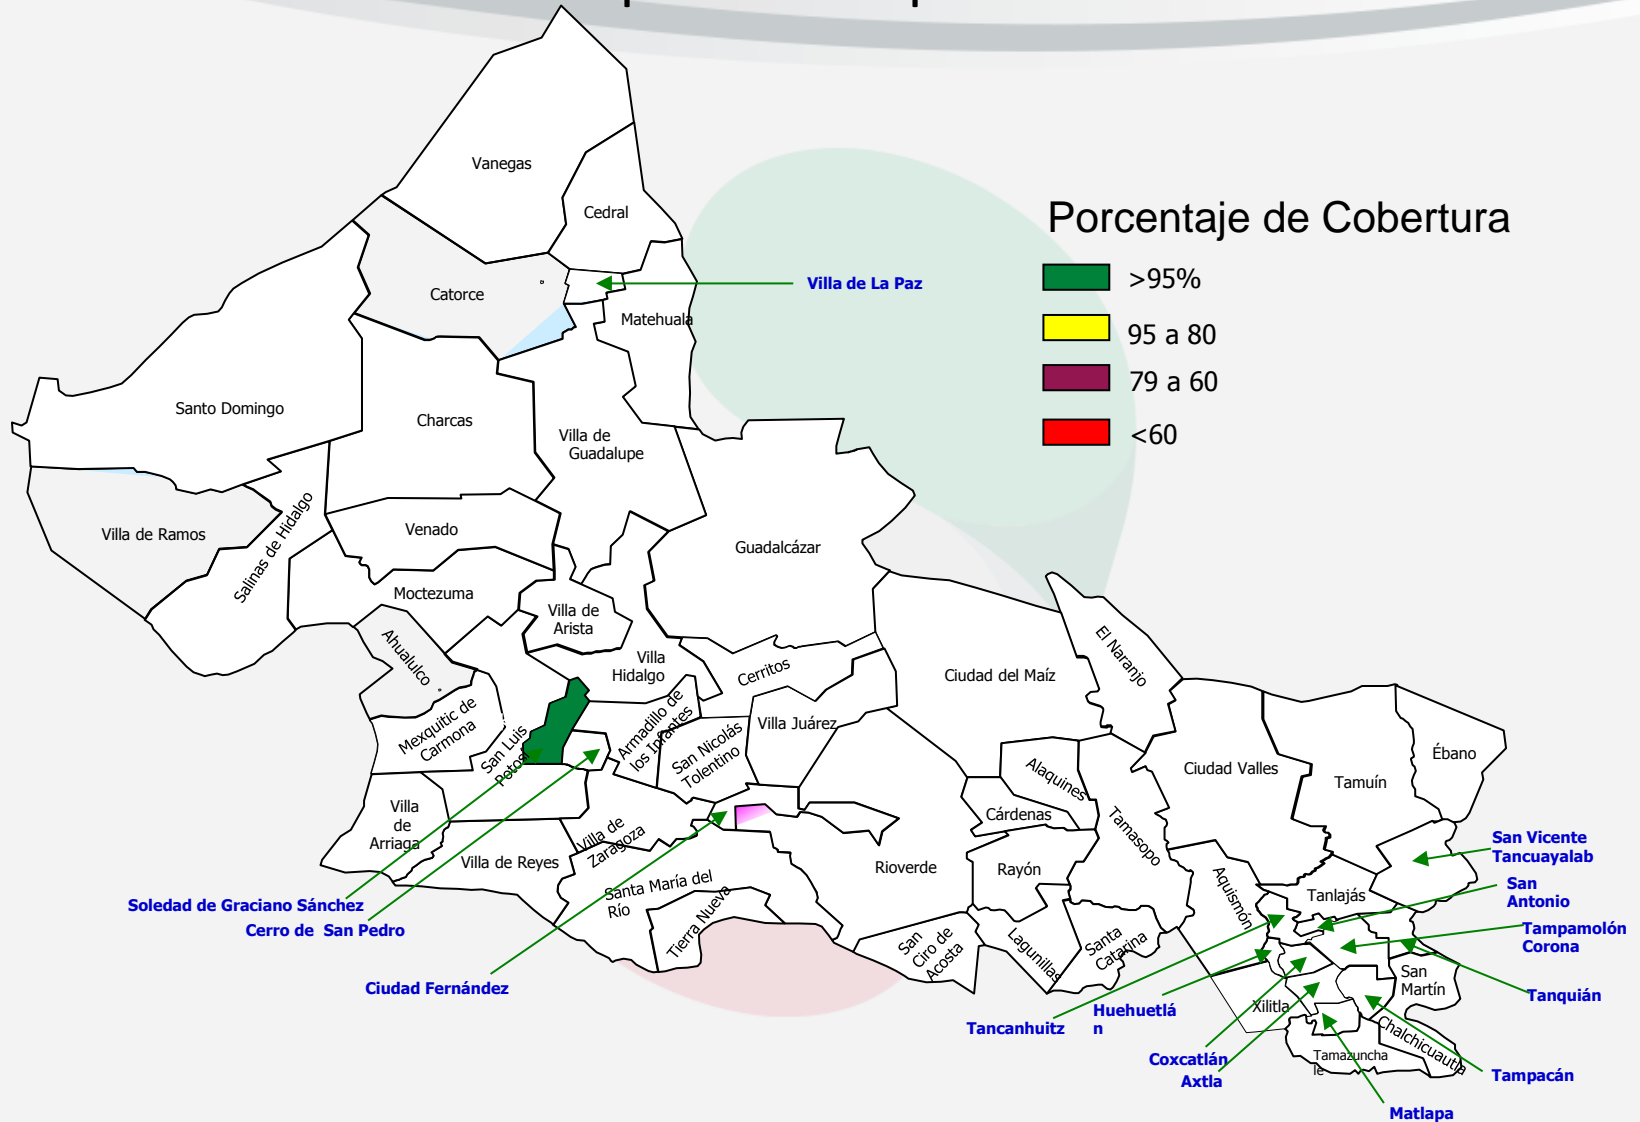 Vanegas
Cedral
Porcentaje de Cobertura
>95%
Villa de La Paz
Catorce
Matehuala
95 a 80
79 a 60
Santo Domingo
Charcas
<60
Villa de
Guadalupe
Villa de Ramos
Salinas de Hidalgo
Venado
Guadalcázar
Moctezuma
Villa de
Arista
Ahualulco
Villa
Hidalgo
Cerritos
Ciudad del Maíz
El Naranjo
Mexquitic de
Carmona
San Luis
Potosí
Armadillo de
los Infantes
San Nicolás
Tolentino
Villa Juárez
Alaquines
Ciudad Valles
Tamuín
Ébano
Villa
de
Arriaga
Cárdenas
Tamasopo
Villa de Reyes
Villa de
Zaragoza
Rioverde
Rayón
San Vicente
Tancuayalab
Santa María del
Río
Tierra Nueva
Aquismón
Tanlajás
San
Antonio
Soledad de Graciano Sánchez
Cerro de  San Pedro
San
Ciro de
Acosta
Lagunillas
Santa
Catarina
Tampamolón
Corona
Ciudad Fernández
San
Martín
Tanquián
Xilitla
Huehuetlá
n
Tancanhuitz
Chalchicuautla
Coxcatlán
Axtla
Tamazuncha
le
Tampacán
Matlapa